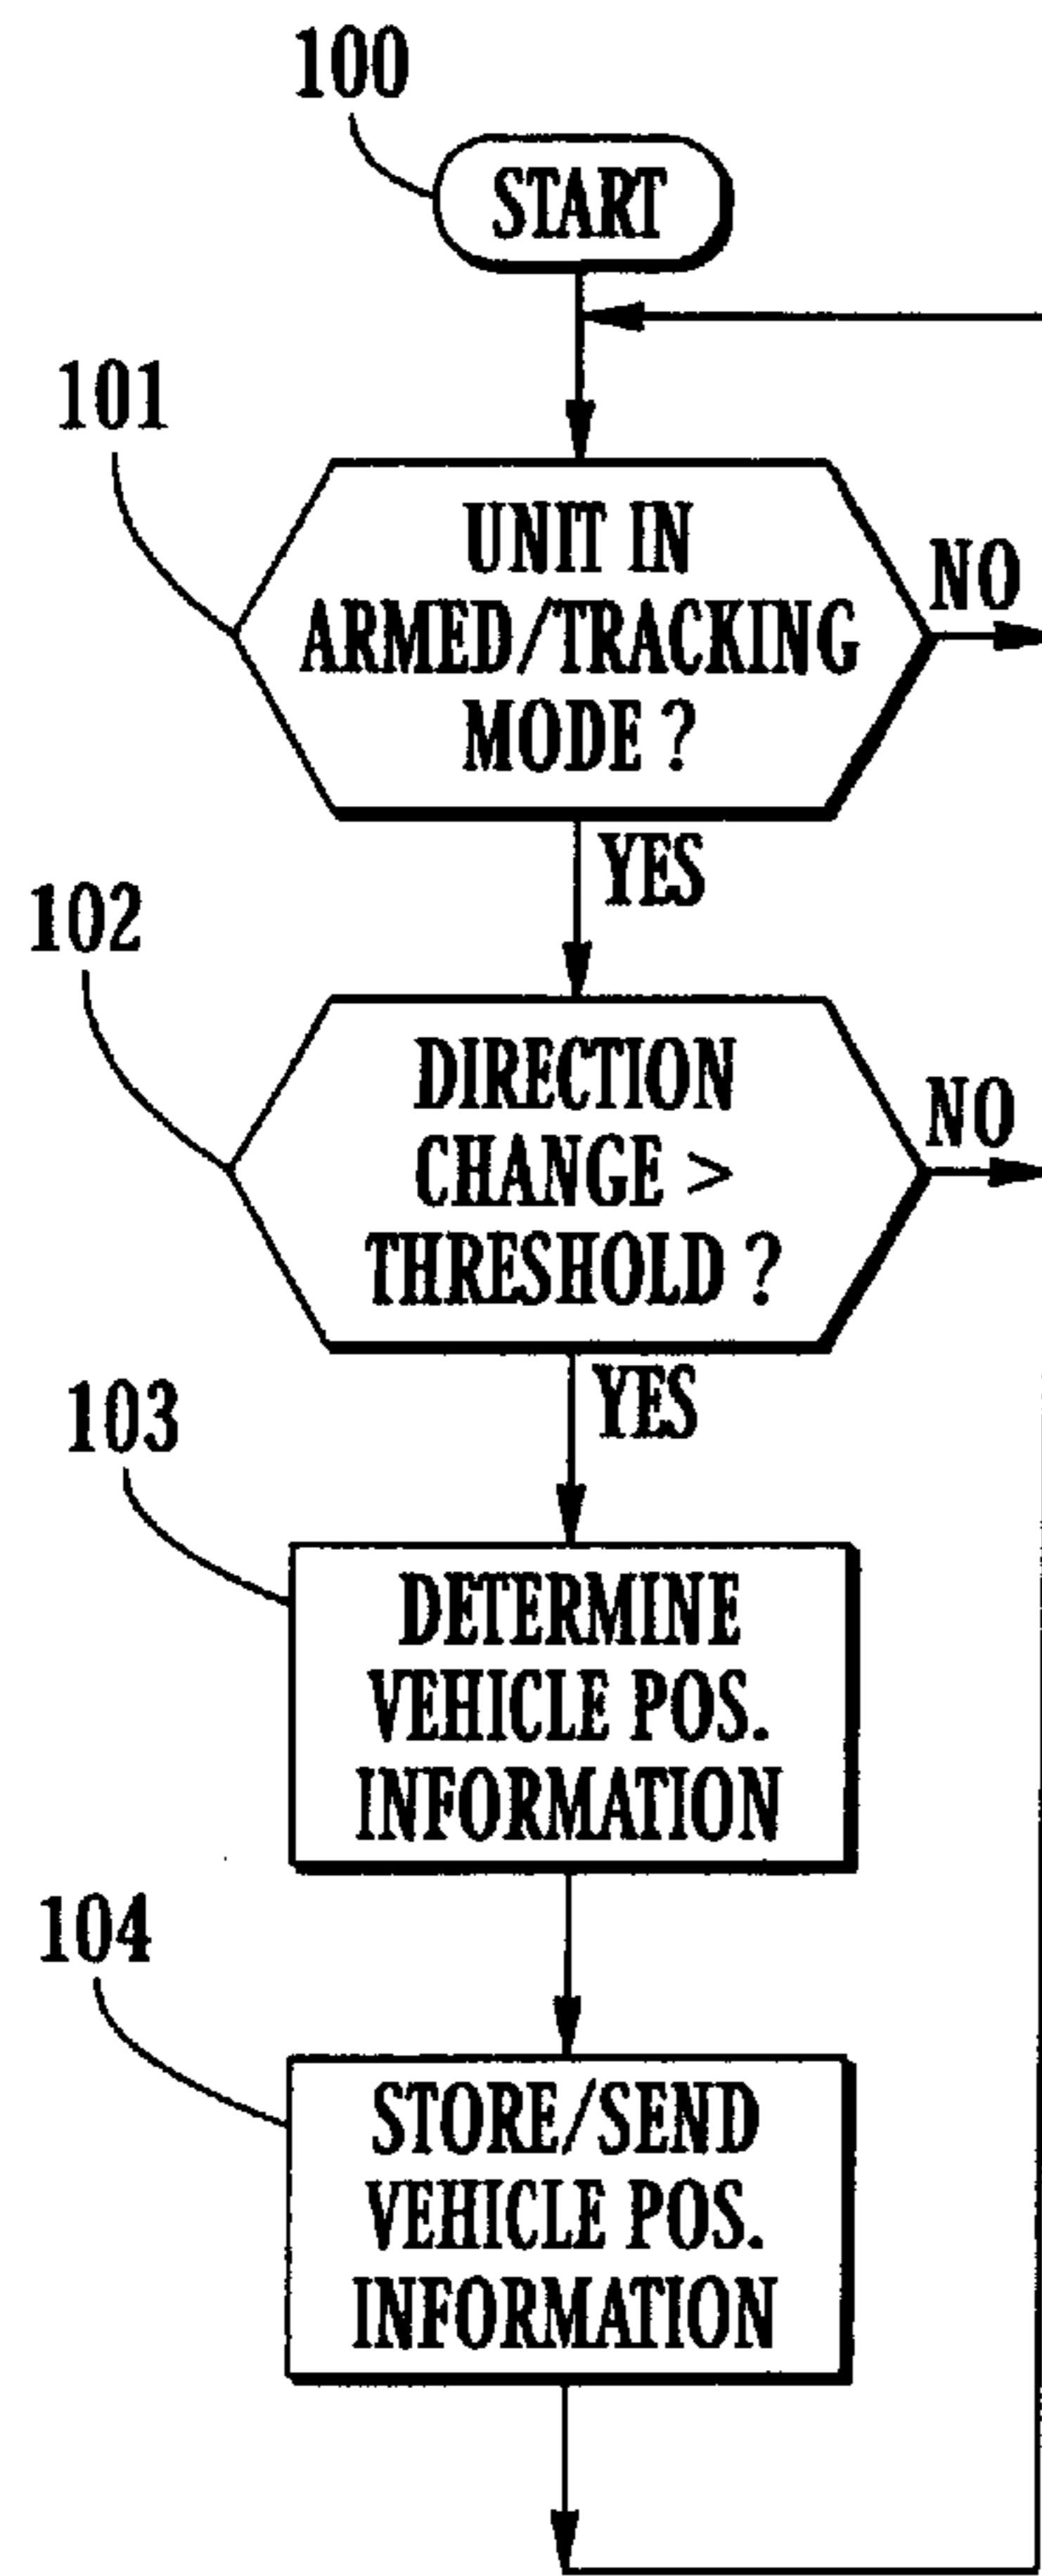 100
START
101
UNIT IN
ARMED/TRACKING
MODE ?
NO
YES
102
DIRECTION
CHANGE >
THRESHOLD ?
NO
YES
103
DETERMINE
VEHICLE POS.
INFORMATION
104
STORE/SEND
VEHICLE POS.
INFORMATION